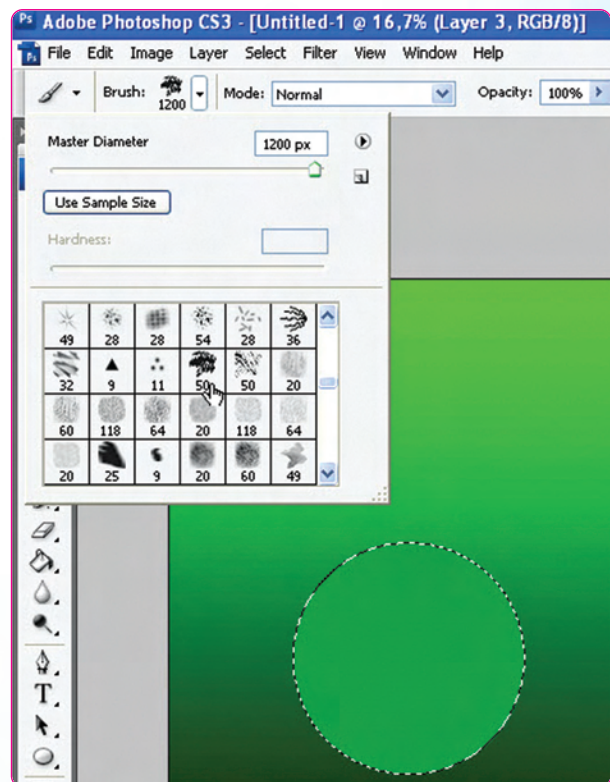 Ps Adobe Photoshop CS3 - [Untitled-1 @ 16,7% (Layer 3, RGB/8)]
Ps File Edit Image Layer Select Filter View Window Help
Brush: 1200 Mode: Normal Opacity: 100%
Master Diameter 1200 px
Use Sample Size
Hardness:
49 28 28 54 28 36
32 9 11 50 50 20
60 118 64 20 118 64
20 25 9 20 60 49
T